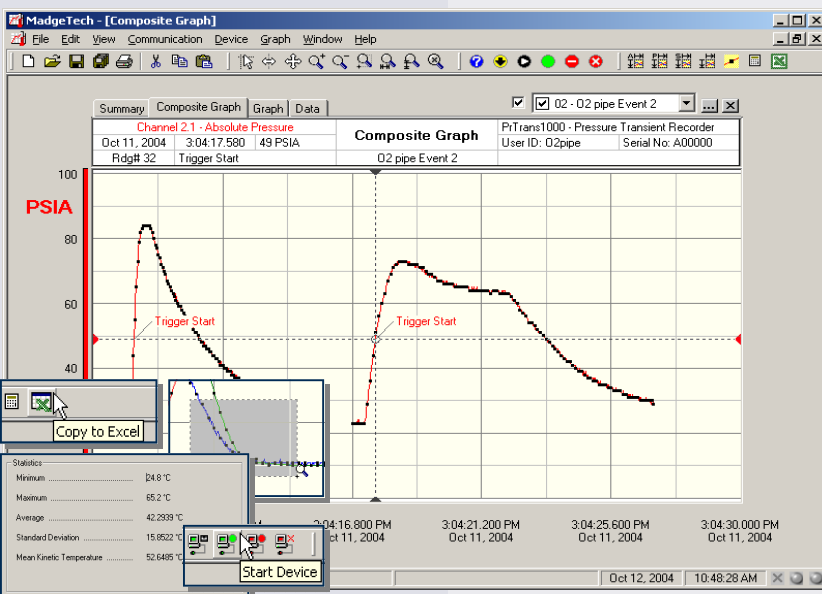 MadgeTech - [Composite Graph]
File Edit View Communication Device Graph Window Help
Summary Composite Graph Graph Data
02 - O2 pipe Event 2
Channel 2.1 - Absolute Pressure
Oct 11, 2004 3:04:17.580 49 PSIA
Rdg# 32 Trigger Start
Composite Graph
O2 pipe Event 2
PrTrans1000 - Pressure Transient Recorder
User ID: O2pipe Serial No: A00000
100
PSIA
80
60
40
Trigger Start
Trigger Start
Copy to Excel
Statistics
Minimum 24.8 °C
Maximum 65.2 °C
Average 42.2939 °C
Standard Deviation 15.8522 °C
Mean Kinetic Temperature 52.6485 °C
Start Device
3:04:16.800 PM 3:04:21.200 PM 3:04:25.600 PM 3:04:30.000 PM
Oct 11, 2004 Oct 11, 2004 Oct 11, 2004 Oct 11, 2004
Oct 12, 2004 10:48:28 AM